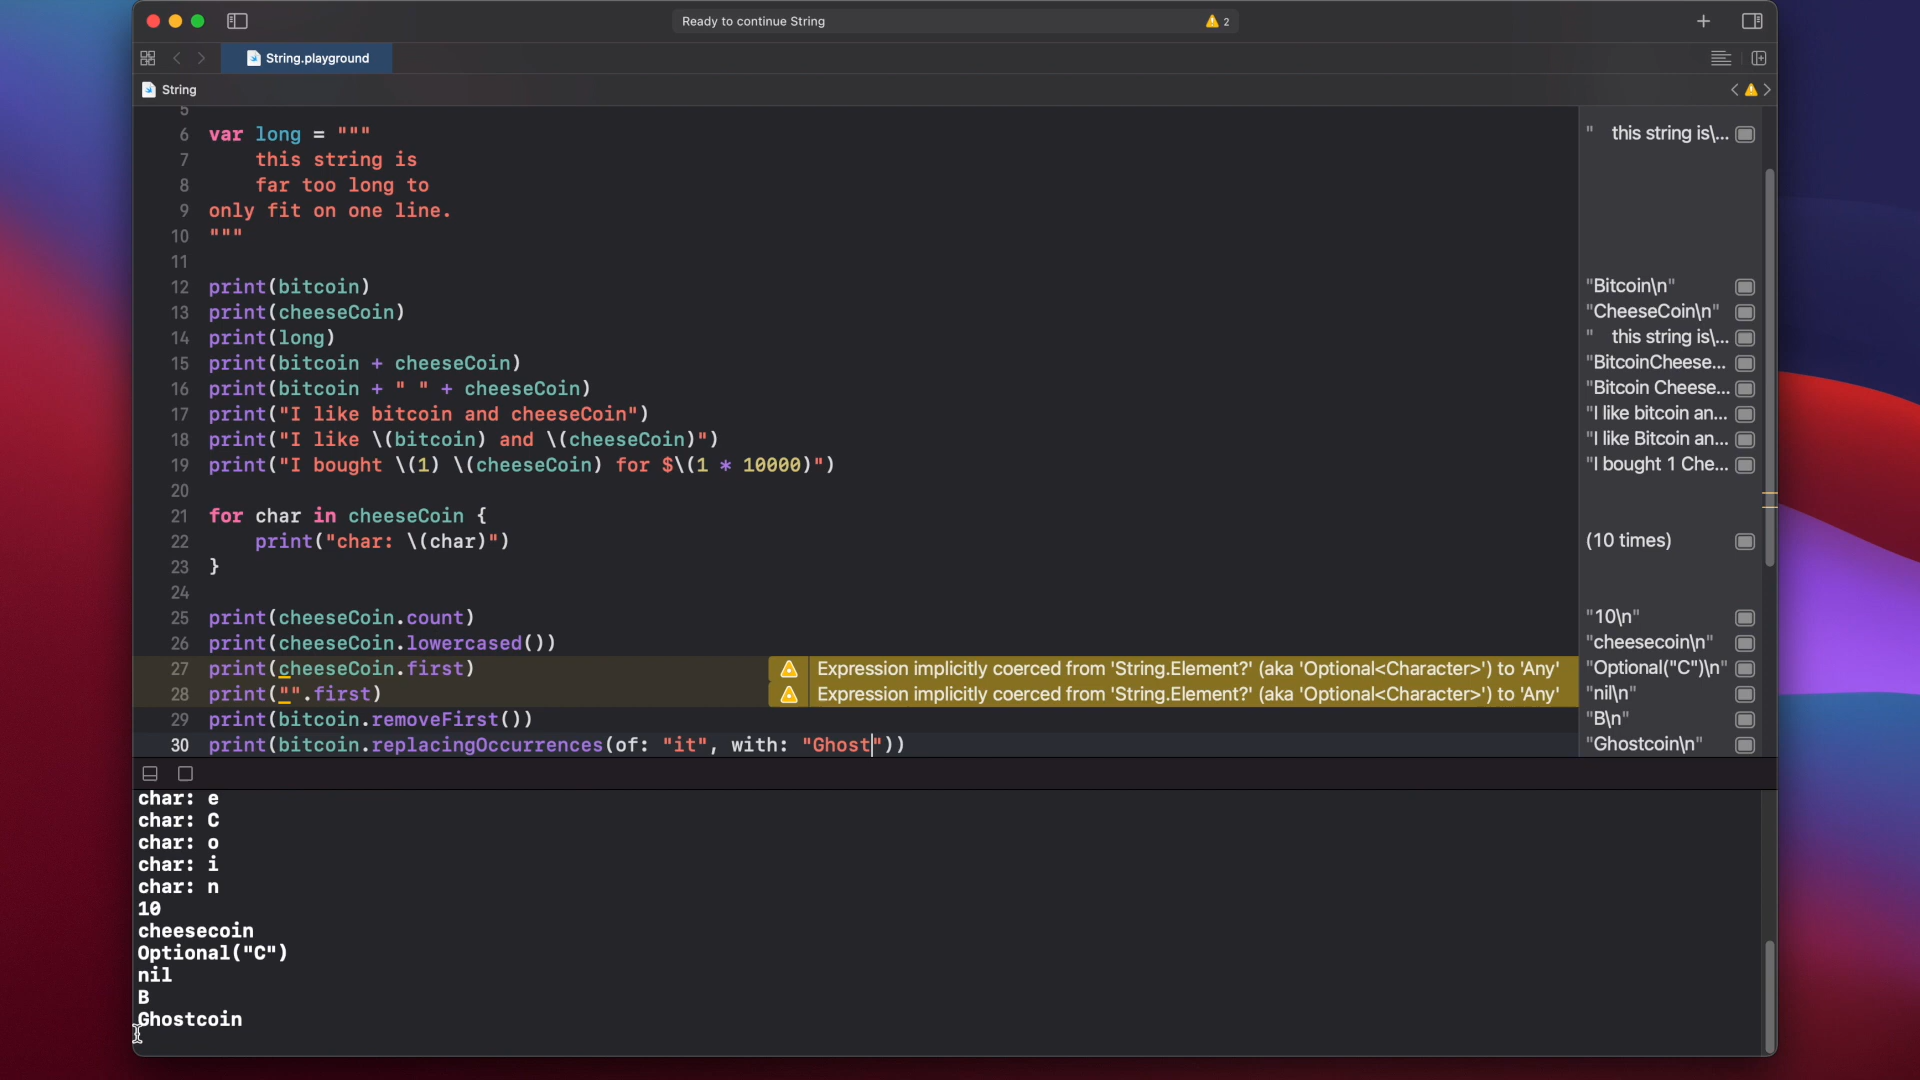 Ready to continue String
2
String.playground
String
5
6 var long = """
" this string is\...
7 this string is
8 far too long to
9 only fit on one line.
10 """
11
12 print(bitcoin)
"Bitcoin\n"
13 print(cheeseCoin)
"CheeseCoin\n"
14 print(long)
" this string is\...
15 print(bitcoin + cheeseCoin)
"BitcoinCheese...
16 print(bitcoin + " " + cheeseCoin)
"Bitcoin Cheese...
17 print("I like bitcoin and cheeseCoin")
"I like bitcoin an...
18 print("I like \(bitcoin) and \(cheeseCoin)")
"I like Bitcoin an...
19 print("I bought \(1) \(cheeseCoin) for $\(1 * 10000)")
"I bought 1 Che...
20
21 for char in cheeseCoin {
22 print("char: \(char)")
(10 times)
23 }
24
25 print(cheeseCoin.count)
"10\n"
26 print(cheeseCoin.lowercased())
"cheesecoin\n"
27 print(cheeseCoin.first)
Expression implicitly coerced from 'String.Element?' (aka 'Optional<Character>') to 'Any'
"Optional("C")\n"
28 print("".first)
Expression implicitly coerced from 'String.Element?' (aka 'Optional<Character>') to 'Any'
"nil\n"
29 print(bitcoin.removeFirst())
"B\n"
30 print(bitcoin.replacingOccurrences(of: "it", with: "Ghost"))
"Ghostcoin\n"
char: e
char: C
char: o
char: i
char: n
10
cheesecoin
Optional("C")
nil
B
Ghostcoin